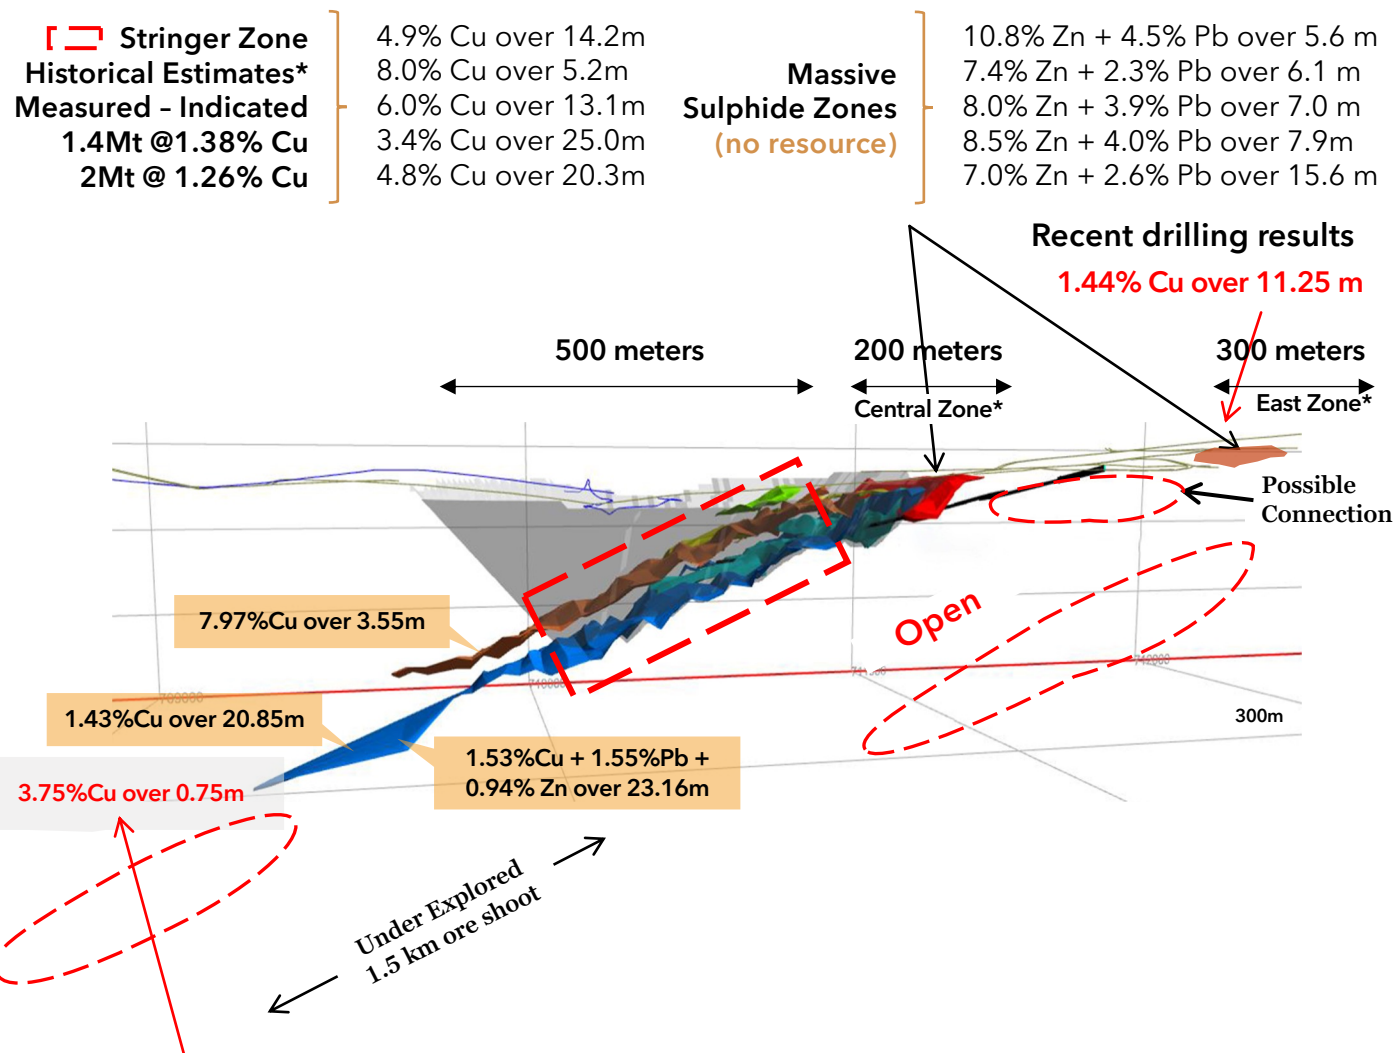 Stringer Zone
Historical Estimates*
Measured – Indicated
1.4Mt @1.38% Cu
2Mt @ 1.26% Cu
4.9% Cu over 14.2m
8.0% Cu over 5.2m
6.0% Cu over 13.1m
3.4% Cu over 25.0m
4.8% Cu over 20.3m
Massive
Sulphide Zones
(no resource)
10.8% Zn + 4.5% Pb over 5.6 m
7.4% Zn + 2.3% Pb over 6.1 m
8.0% Zn + 3.9% Pb over 7.0 m
8.5% Zn + 4.0% Pb over 7.9m
7.0% Zn + 2.6% Pb over 15.6 m
Recent drilling results
1.44% Cu over 11.25 m
500 meters
200 meters
300 meters
Central Zone*
East Zone*
Possible
Connection
7.97%Cu over 3.55m
Open
709000
712000
300m
1.43%Cu over 20.85m
1.53%Cu + 1.55%Pb +
0.94% Zn over 23.16m
3.75%Cu over 0.75m
Under Explored
1.5 km ore shoot